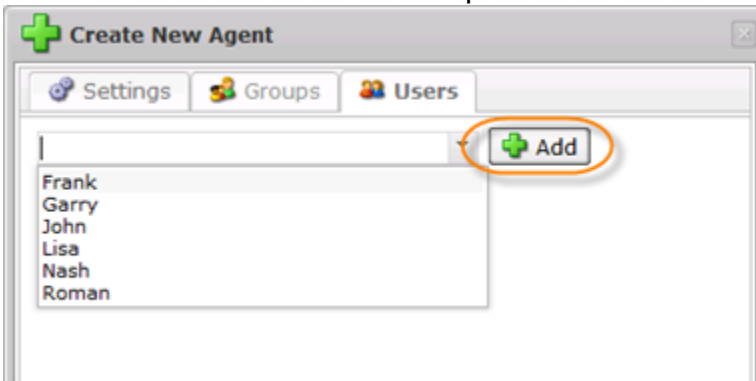 Create New Agent
Settings Groups Users
Add
Frank
Garry
John
Lisa
Nash
Roman